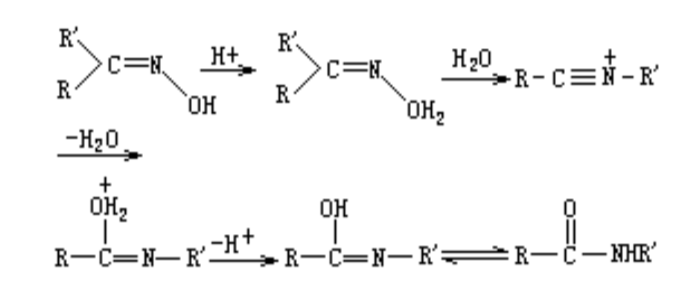 R' C=N R OH H+ R' C=N R OH₂ H₂O R-C≡N⁺-R'
-H₂O
⁺OH₂ OH O
R-C=N-R' -H⁺ R-C=N-R' R-C-NHR'